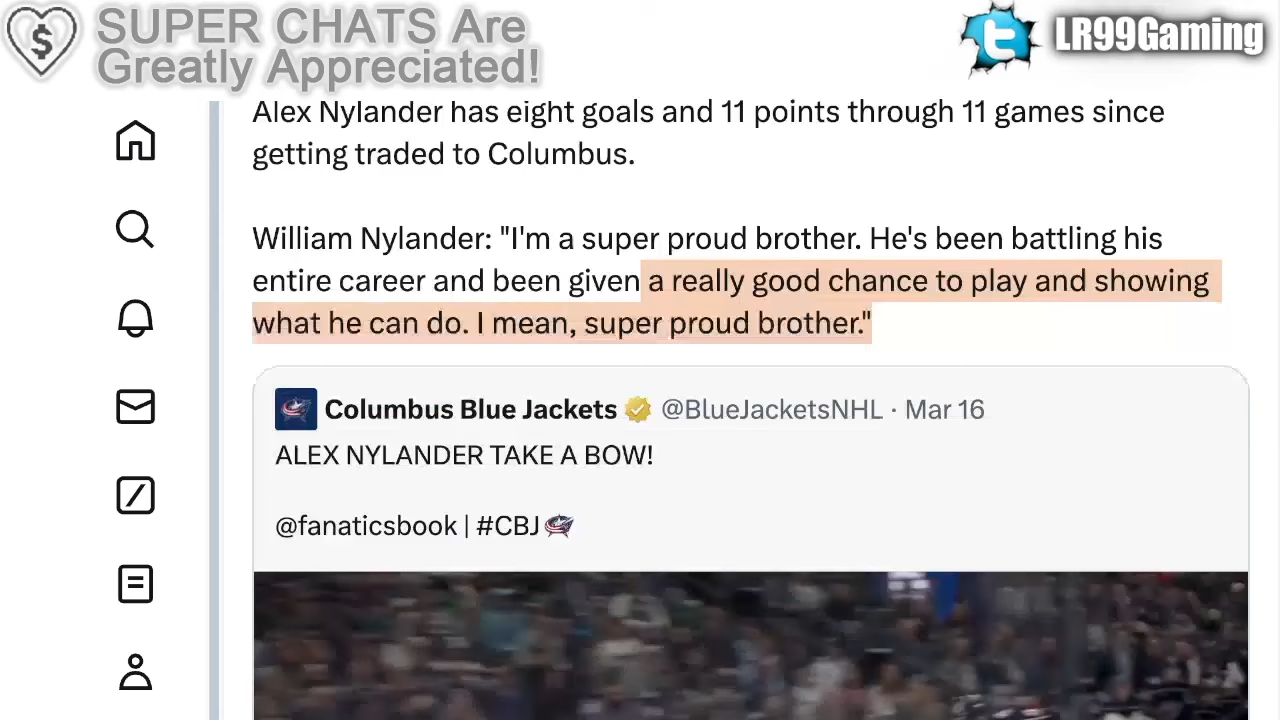 SUPER CHATS Are
Greatly Appreciated!
LR99Gaming
Alex Nylander has eight goals and 11 points through 11 games since
getting traded to Columbus.
William Nylander: "I'm a super proud brother. He's been battling his
entire career and been given a really good chance to play and showing
what he can do. I mean, super proud brother."
Columbus Blue Jackets @BlueJacketsNHL · Mar 16
ALEX NYLANDER TAKE A BOW!
@fanaticsbook | #CBJ